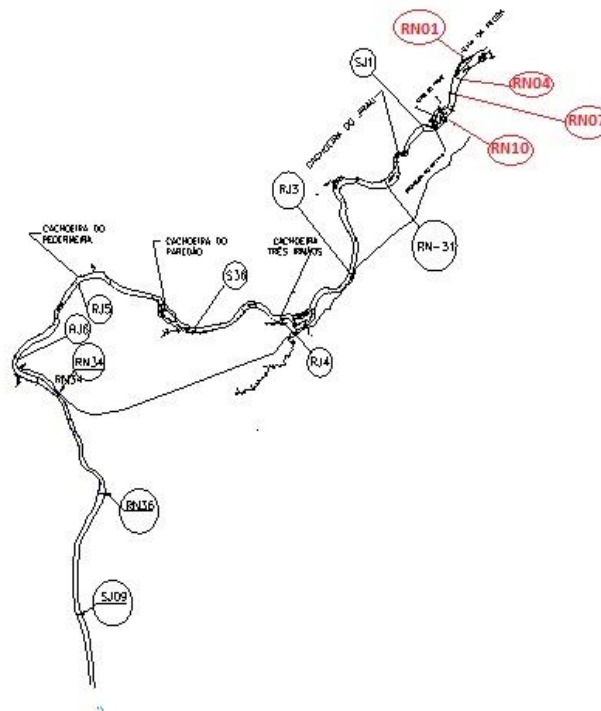 RN01
SJ1
RN04
RN07
RN10
CACHOEIRA DO JIRAU
RJ3
RN-31
CACHOEIRA DO
PEDERNEIRA
CACHOEIRA DO
PAREDÃO
CACHOEIRA
TRÊS IRMÃOS
S38
RJ5
RJ6
RN34
RN34
RJ4
RN36
SJ09